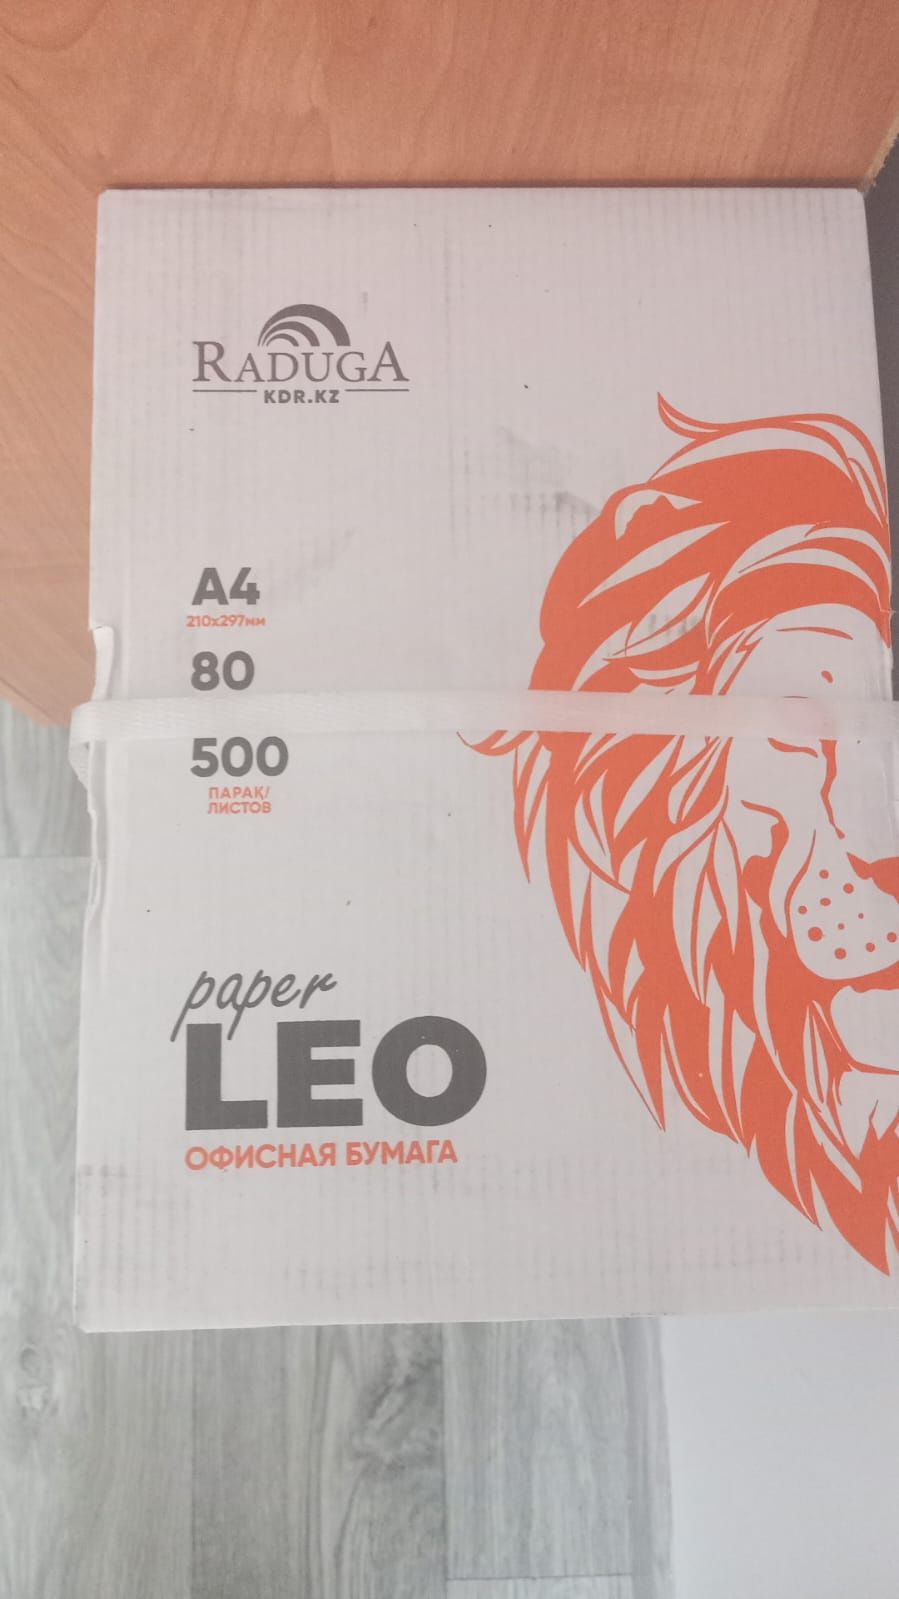 RADUGA
KDR.KZ
A4
210x297мм
80
500
ПАРАҚ/
ЛИСТОВ
paper
LEO
ОФИСНАЯ БУМАГА